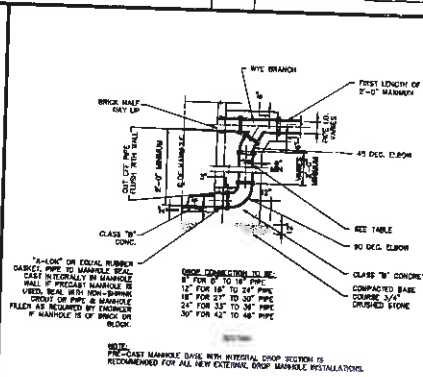 WYE BRANCH
FIRST LENGTH OF
2'-0" MAXIMUM
BRICK HALF
WAY UP
PIPE I.D.
VARIES
CUT OFF PIPE
FLUSH WITH WALL
2'-0" MINIMUM
45 DEG. ELBOW
VARIES
MINIMUM
SEE TABLE
90 DEG. ELBOW
CLASS "B"
CONC.
CLASS "B" CONCRETE
COMPACTED BASE
COURSE 3/4"
CRUSHED STONE
"A-LOK" OR EQUAL RUBBER
GASKET, PIPE TO MANHOLE SEAL,
CAST INTEGRALLY IN MANHOLE
WALL IF PRECAST MANHOLE IS
USED, SEAL WITH NON-SHRINK
GROUT OR PIPE & MANHOLE
FILLER AS REQUIRED BY ENGINEER
IF MANHOLE IS OF BRICK OR
BLOCK.
DROP CONNECTION TO BE:
8" FOR 8" TO 16" PIPE
12" FOR 18" TO 24" PIPE
18" FOR 27" TO 30" PIPE
24" FOR 33" TO 36" PIPE
30" FOR 42" TO 48" PIPE
NOTE:
PRE-CAST MANHOLE BASE WITH INTEGRAL DROP SECTION IS
RECOMMENDED FOR ALL NEW EXTERNAL DROP MANHOLE INSTALLATIONS.